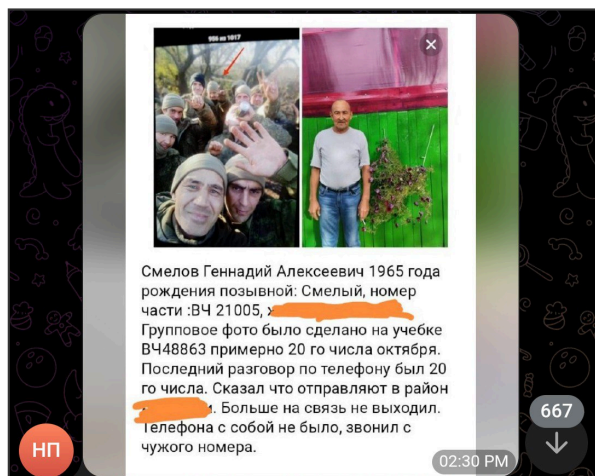 986 из 1017
Смелов Геннадий Алексеевич 1965 года
рождения позывной: Смелый, номер
части :ВЧ 21005,
Групповое фото было сделано на учебке
ВЧ48863 примерно 20 го числа октября.
Последний разговор по телефону был 20
го числа. Сказал что отправляют в район
Больше на связь не выходил.
Телефона с собой не было, звонил с
чужого номера.
667
НП
02:30 PM